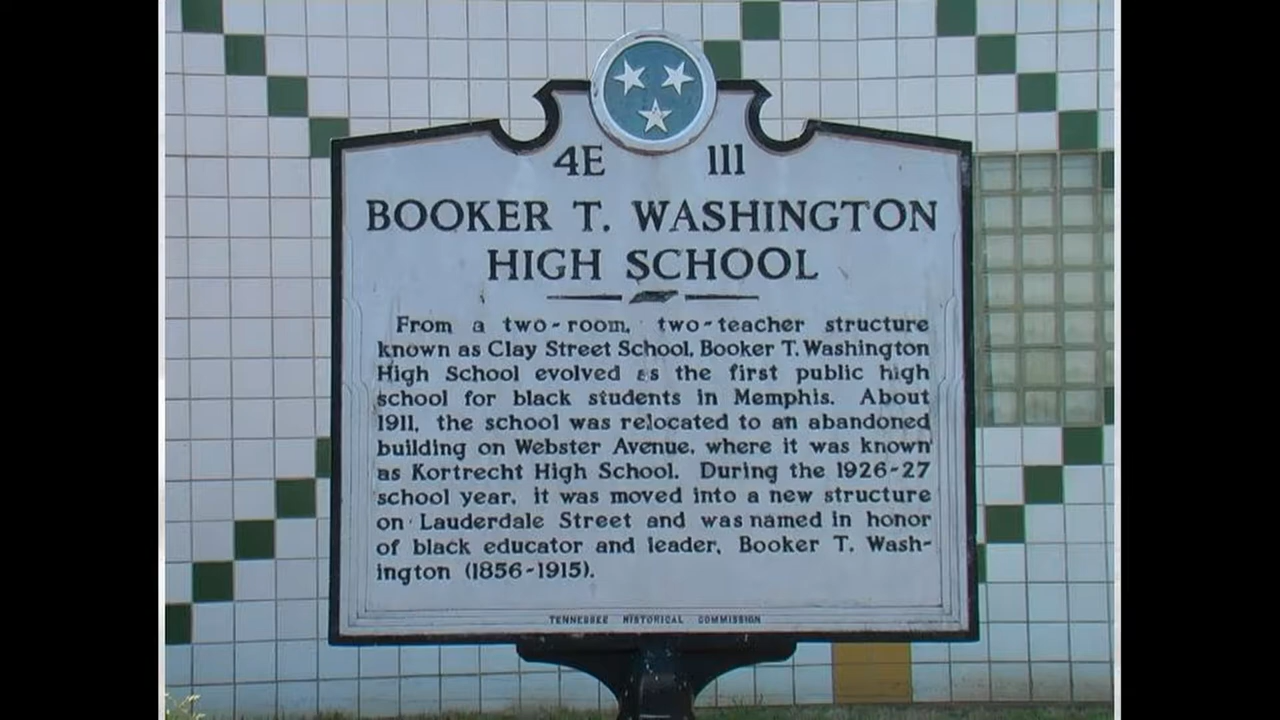 4E 111
BOOKER T. WASHINGTON
HIGH SCHOOL
From a two-room, two-teacher structure
known as Clay Street School, Booker T. Washington
High School evolved as the first public high
school for black students in Memphis. About
1911, the school was relocated to an abandoned
building on Webster Avenue, where it was known
as Kortrecht High School. During the 1926-27
school year, it was moved into a new structure
on Lauderdale Street and was named in honor
of black educator and leader, Booker T. Wash-
ington (1856-1915).
TENNESSEE HISTORICAL COMMISSION